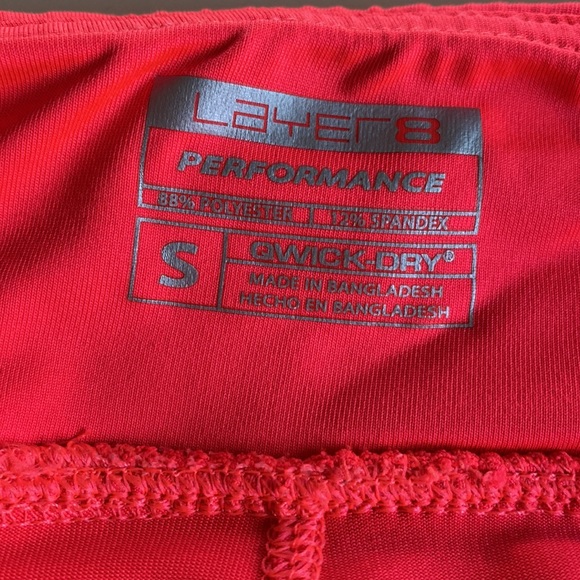 LAYER8
PERFORMANCE
88% POLYESTER | 12% SPANDEX
S
QWICK-DRY®
MADE IN BANGLADESH
HECHO EN BANGLADESH